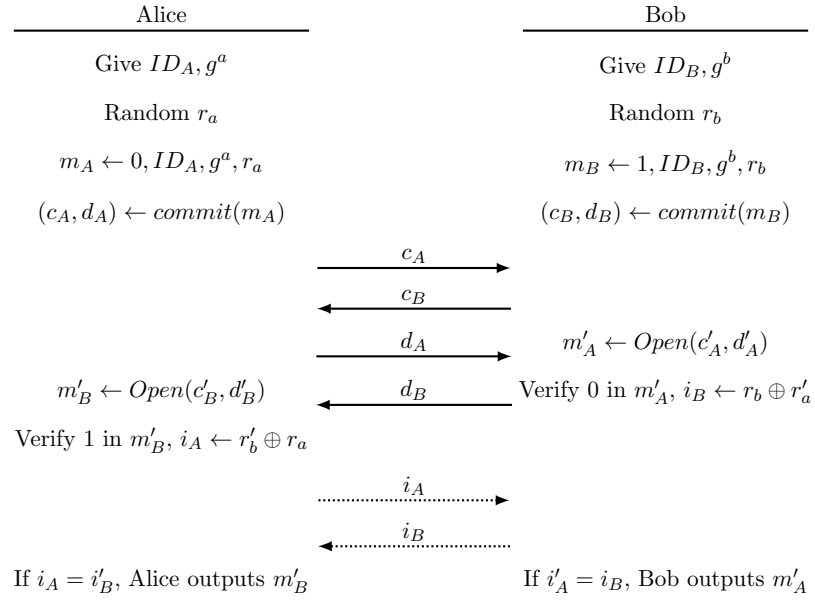 Alice Bob
Give ID_A, g^a Give ID_B, g^b
Random r_a Random r_b
m_A ← 0, ID_A, g^a, r_a m_B ← 1, ID_B, g^b, r_b
(c_A, d_A) ← commit(m_A) (c_B, d_B) ← commit(m_B)
c_A
c_B
d_A m'_A ← Open(c'_A, d'_A)
m'_B ← Open(c'_B, d'_B) d_B Verify 0 in m'_A, i_B ← r_b ⊕ r'_a
Verify 1 in m'_B, i_A ← r'_b ⊕ r_a
i_A
i_B
If i_A = i'_B, Alice outputs m'_B If i'_A = i_B, Bob outputs m'_A